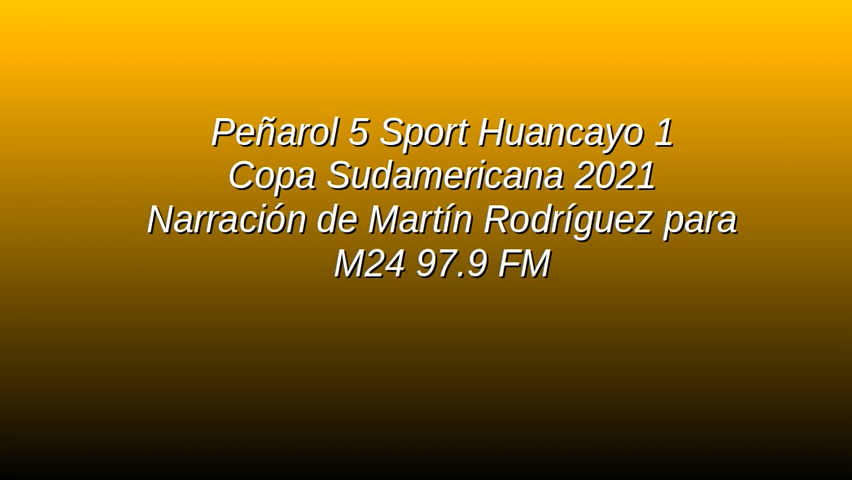 Peñarol 5 Sport Huancayo 1
Copa Sudamericana 2021
Narración de Martín Rodríguez para
M24 97.9 FM